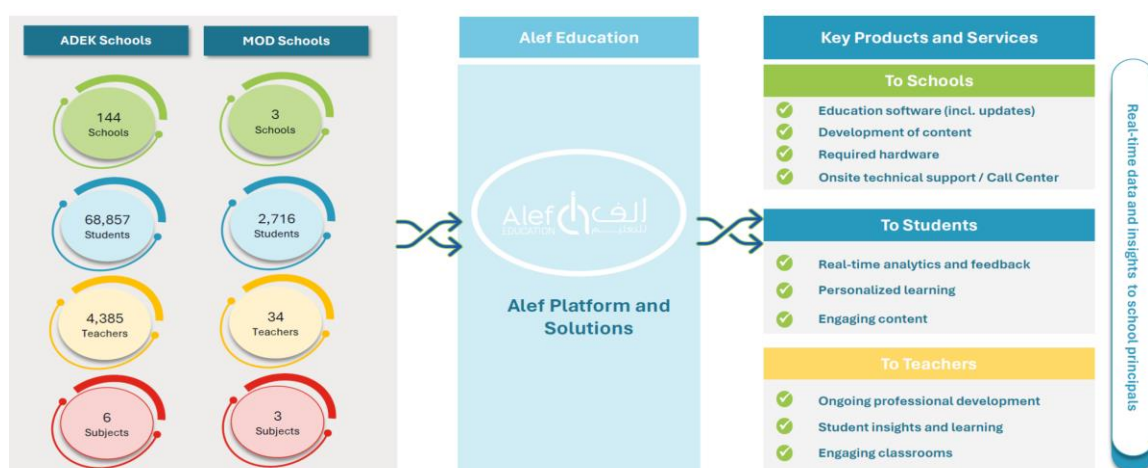 ADEK Schools
MOD Schools
144
Schools
3
Schools
68,857
Students
2,716
Students
4,385
Teachers
34
Teachers
6
Subjects
3
Subjects
Alef Education
Alef
EDUCATION
ألف
للتعليم
Alef Platform and
Solutions
Key Products and Services
To Schools
Education software (incl. updates)
Development of content
Required hardware
Onsite technical support / Call Center
To Students
Real-time analytics and feedback
Personalized learning
Engaging content
To Teachers
Ongoing professional development
Student insights and learning
Engaging classrooms
Real-time data and insights to school principals